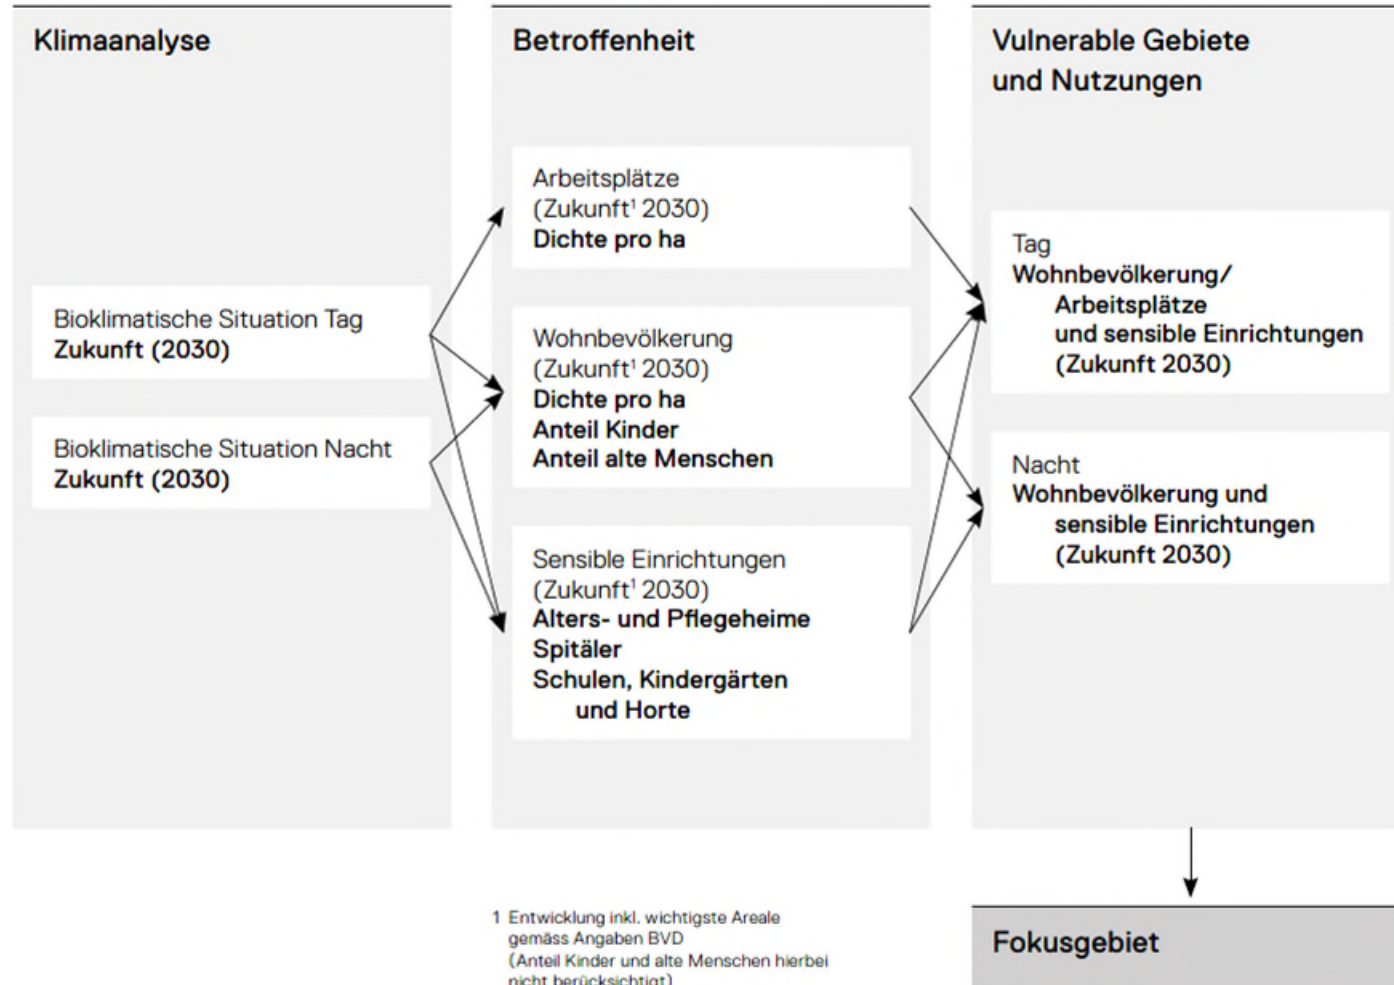 Klimaanalyse
Bioklimatische Situation Tag
Zukunft (2030)
Bioklimatische Situation Nacht
Zukunft (2030)
Betroffenheit
Arbeitsplätze
(Zukunft¹ 2030)
Dichte pro ha
Wohnbevölkerung
(Zukunft¹ 2030)
Dichte pro ha
Anteil Kinder
Anteil alte Menschen
Sensible Einrichtungen
(Zukunft¹ 2030)
Alters- und Pflegeheime
Spitäler
Schulen, Kindergärten
und Horte
Vulnerable Gebiete
und Nutzungen
Tag
Wohnbevölkerung/
Arbeitsplätze
und sensible Einrichtungen
(Zukunft 2030)
Nacht
Wohnbevölkerung und
sensible Einrichtungen
(Zukunft 2030)
1 Entwicklung inkl. wichtigste Areale
gemäss Angaben BVD
(Anteil Kinder und alte Menschen hierbei
nicht berücksichtigt)
Fokusgebiet